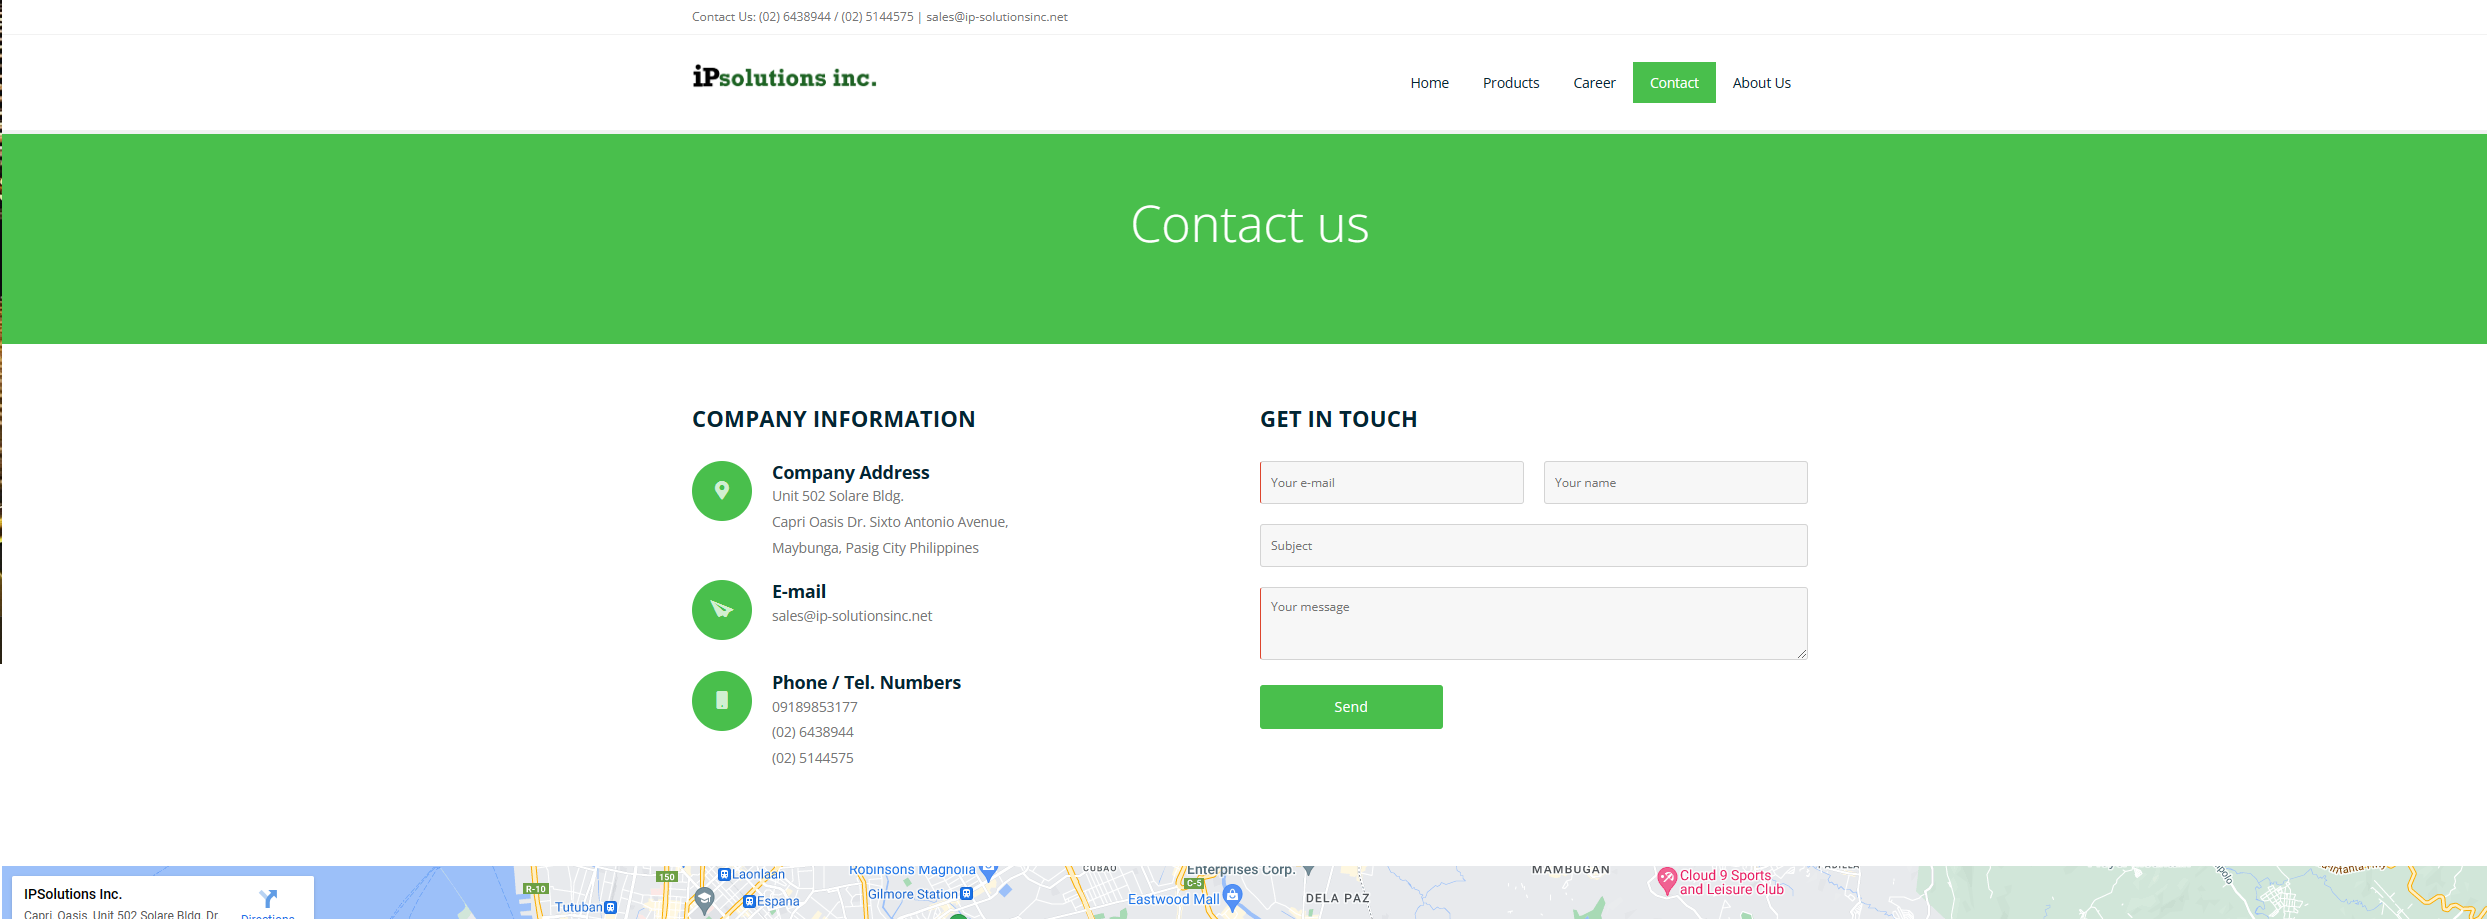 Contact Us: (02) 6438944 / (02) 5144575 | sales@ip-solutionsinc.net
iPsolutions inc.
Home Products Career Contact About Us
Contact us
COMPANY INFORMATION
Company Address
Unit 502 Solare Bldg.
Capri Oasis Dr. Sixto Antonio Avenue,
Maybunga, Pasig City Philippines
E-mail
sales@ip-solutionsinc.net
Phone / Tel. Numbers
09189853177
(02) 6438944
(02) 5144575
GET IN TOUCH
Your e-mail
Your name
Subject
Your message
Send
IPSolutions Inc.
Capri, Oasis, Unit 502 Solare Bldg, Dr
Directions
R-10
150
Laonlaan
Tutuban
Espana
Robinsons Magnolia
Gilmore Station
CUBAO
Enterprises Corp.
C-5
Eastwood Mall
DELA PAZ
MAMBUGAN
Cloud 9 Sports
and Leisure Club
PADILLA